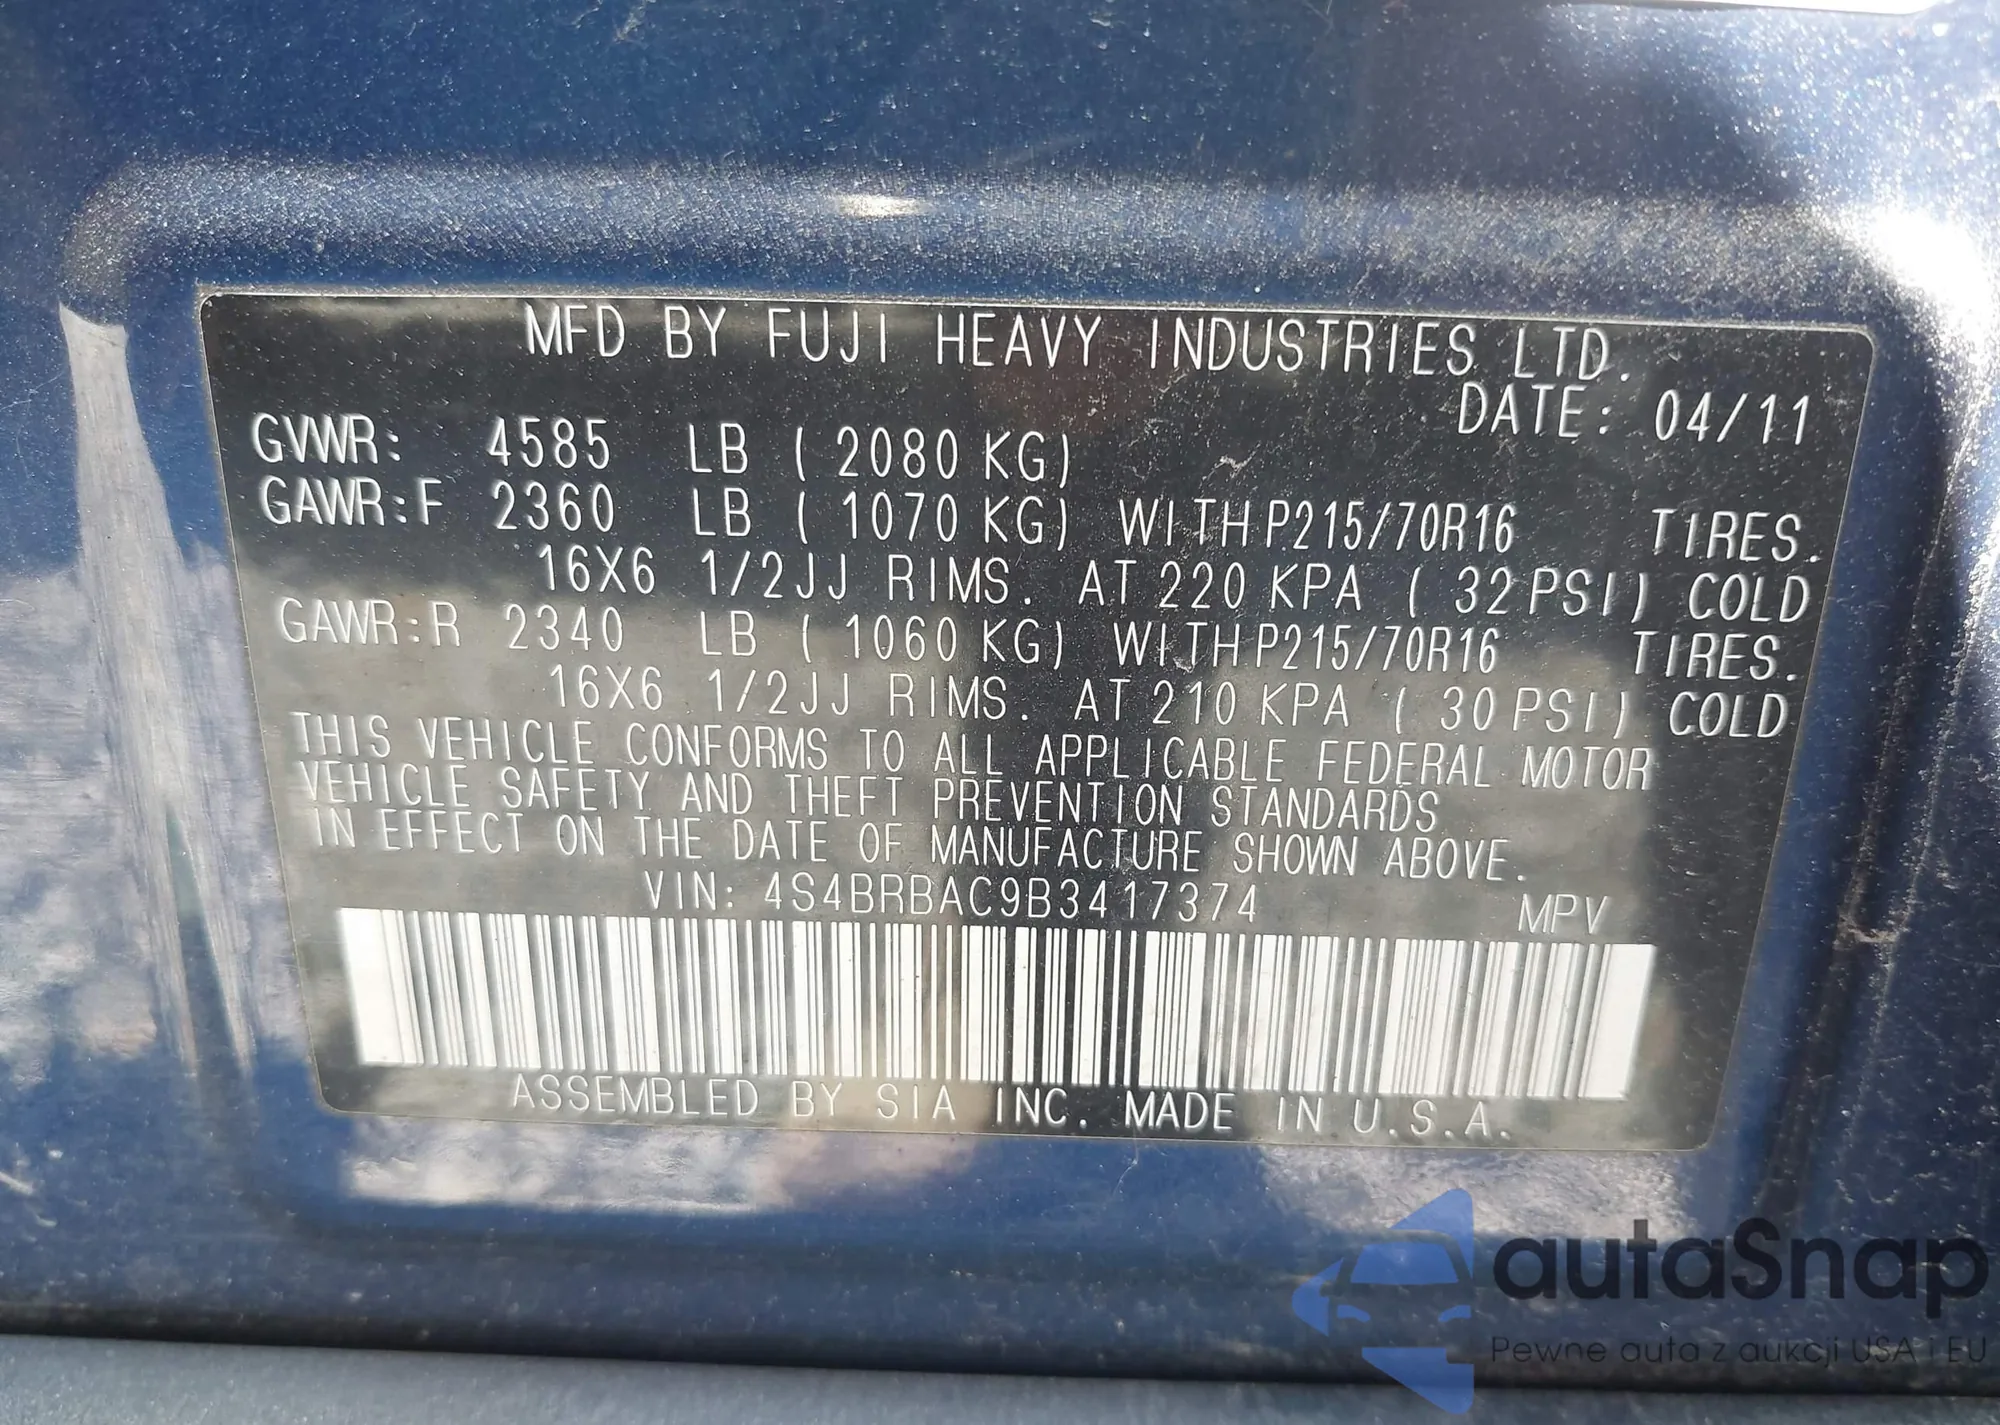 MFD BY FUJI HEAVY INDUSTRIES LTD.
DATE: 04/11
GVWR: 4585 LB ( 2080 KG)
GAWR:F 2360 LB ( 1070 KG) WITH P215/70R16 TIRES.
16X6 1/2JJ RIMS. AT 220 KPA ( 32 PSI) COLD
GAWR:R 2340 LB ( 1060 KG) WITH P215/70R16 TIRES.
16X6 1/2JJ RIMS. AT 210 KPA ( 30 PSI) COLD
THIS VEHICLE CONFORMS TO ALL APPLICABLE FEDERAL MOTOR
VEHICLE SAFETY AND THEFT PREVENTION STANDARDS
IN EFFECT ON THE DATE OF MANUFACTURE SHOWN ABOVE.
VIN: 4S4BRBAC9B3417374 MPV
ASSEMBLED BY SIA INC. MADE IN U.S.A.
autaSnap
Pewne auta z aukcji USA i EU